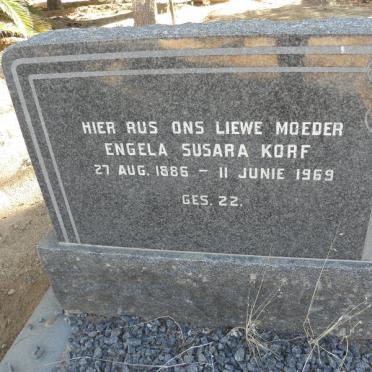 HIER RUS ONS LIEWE MOEDER
ENGELA SUSARA KORF
27 AUG. 1886 – 11 JUNIE 1969
GES. 22.